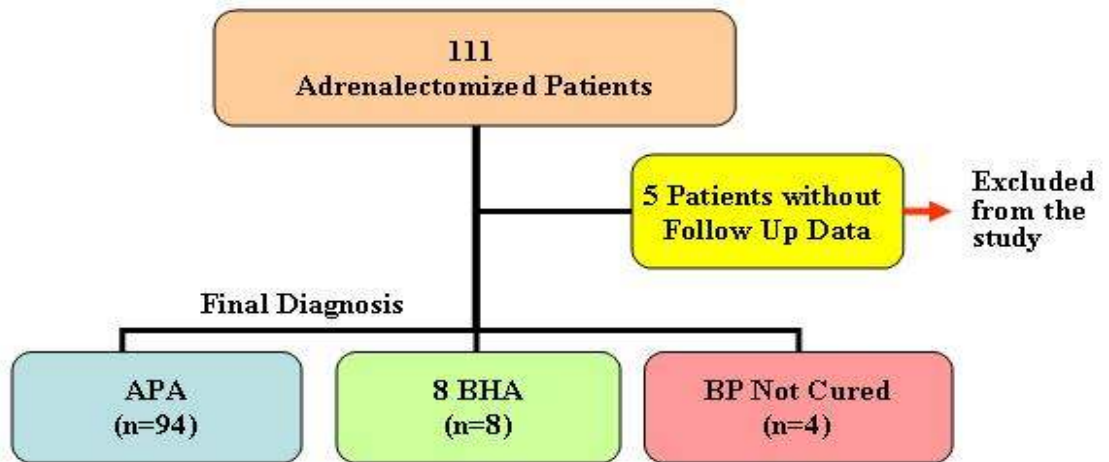 111
Adrenalectomized Patients
5 Patients without
Follow Up Data
Excluded
from the
study
Final Diagnosis
APA
(n=94)
8 BHA
(n=8)
BP Not Cured
(n=4)